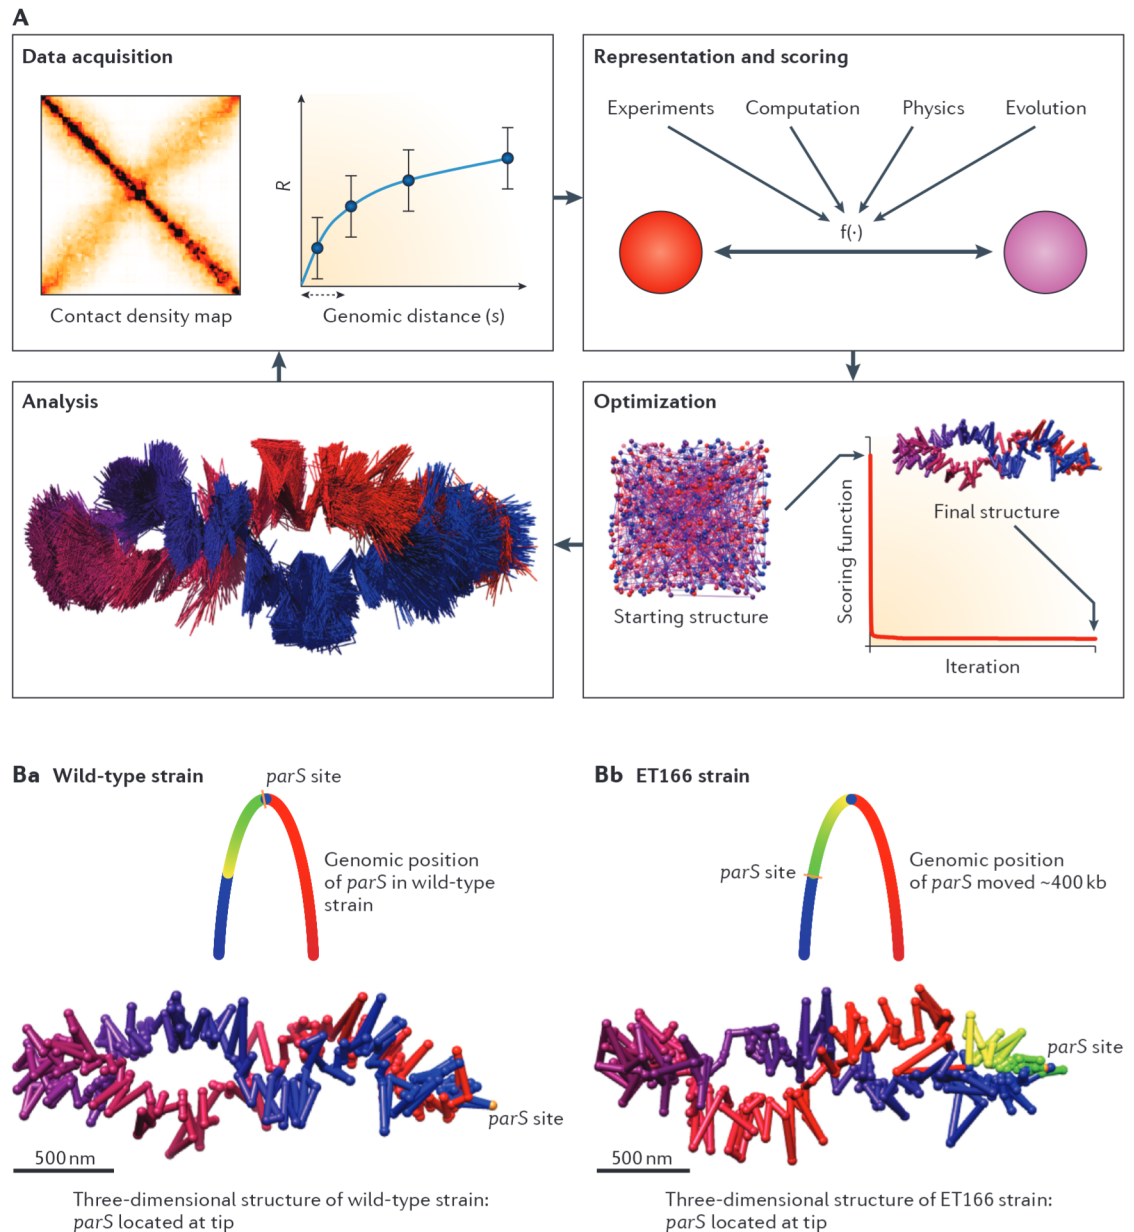 A
Data acquisition
R
Contact density map
Genomic distance (s)
Representation and scoring
Experiments
Computation
Physics
Evolution
f(·)
Analysis
Optimization
Starting structure
Scoring function
Final structure
Iteration
Ba Wild-type strain
parS site
Genomic position
of parS in wild-type
strain
parS site
500 nm
Three-dimensional structure of wild-type strain:
parS located at tip
Bb ET166 strain
parS site
Genomic position
of parS moved ~400 kb
parS site
500 nm
Three-dimensional structure of ET166 strain:
parS located at tip